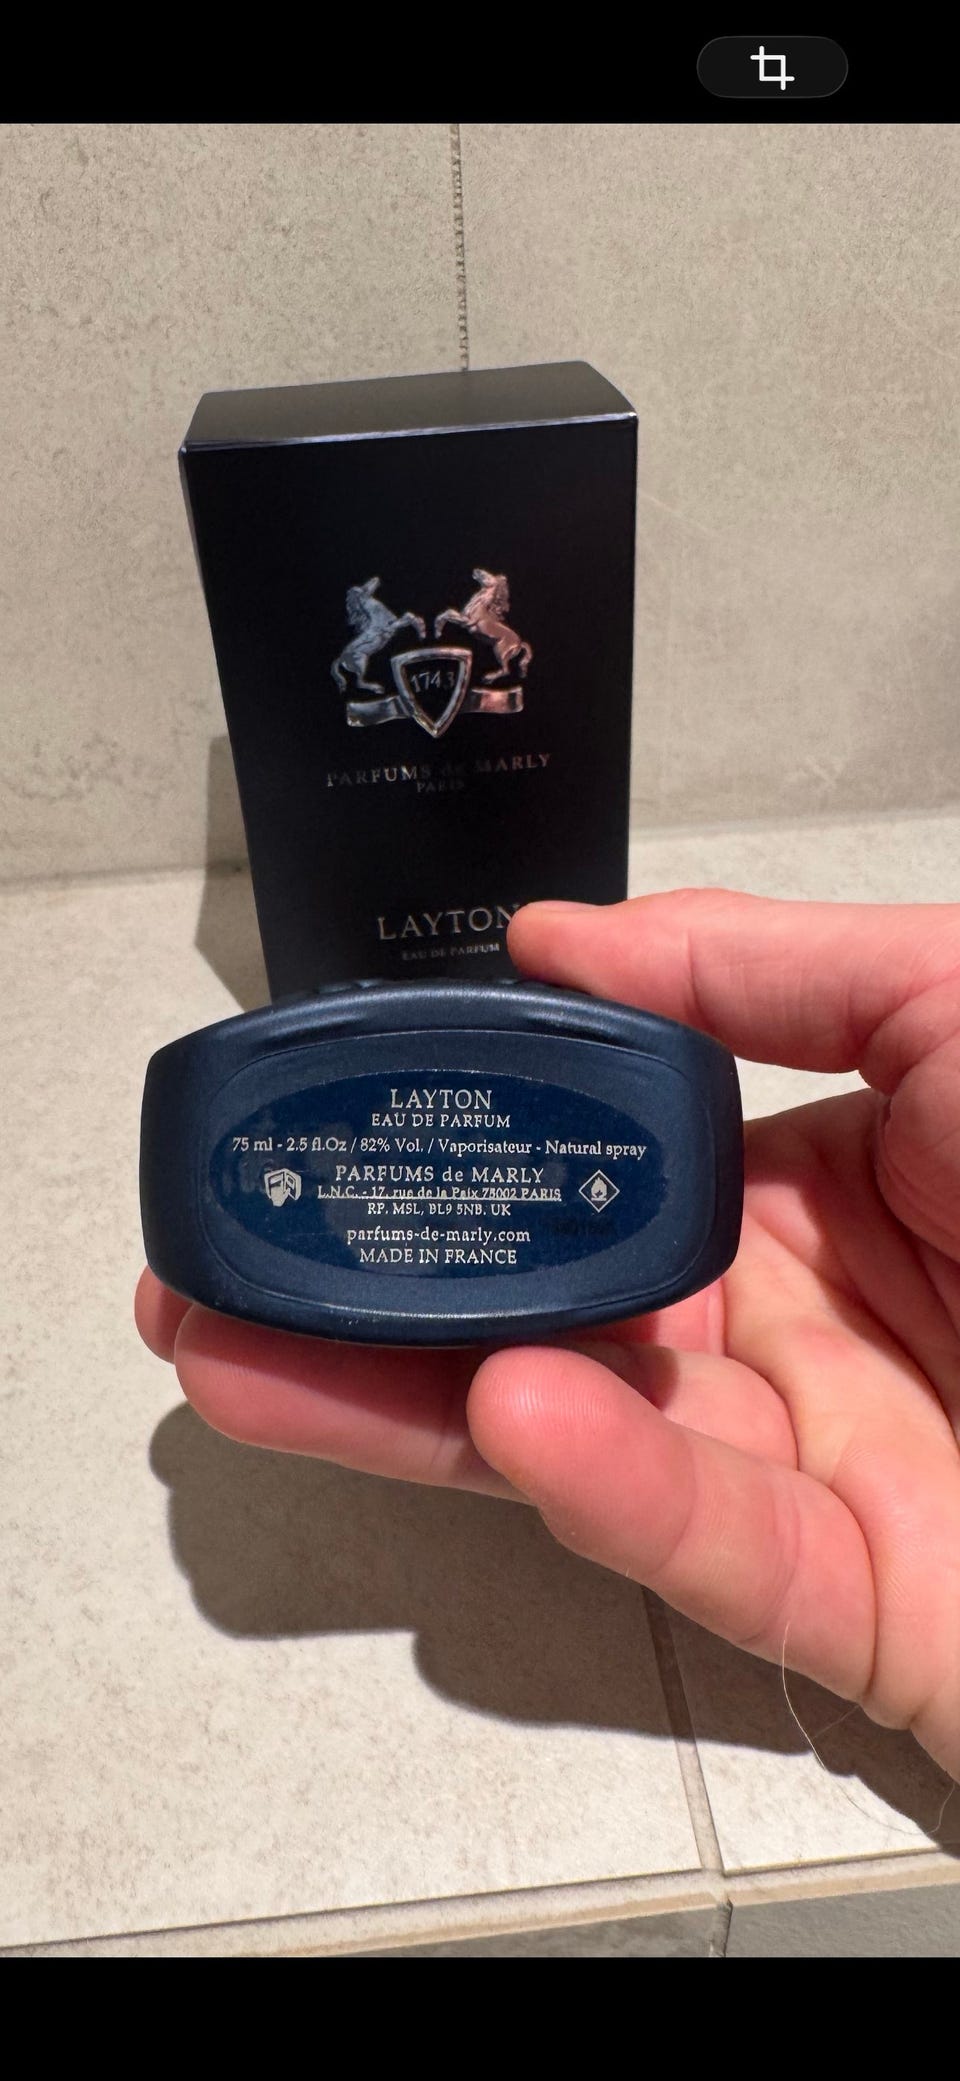 1743
PARFUMS de MARLY
PARIS
LAYTON
EAU DE PARFUM
LAYTON
EAU DE PARFUM
75 ml - 2.5 fl.Oz / 82% Vol. / Vaporisateur - Natural spray
PARFUMS de MARLY
L.N.C. - 17, rue de la Paix 75002 PARIS
RP. MSL, BL9 5NB. UK
parfums-de-marly.com
MADE IN FRANCE